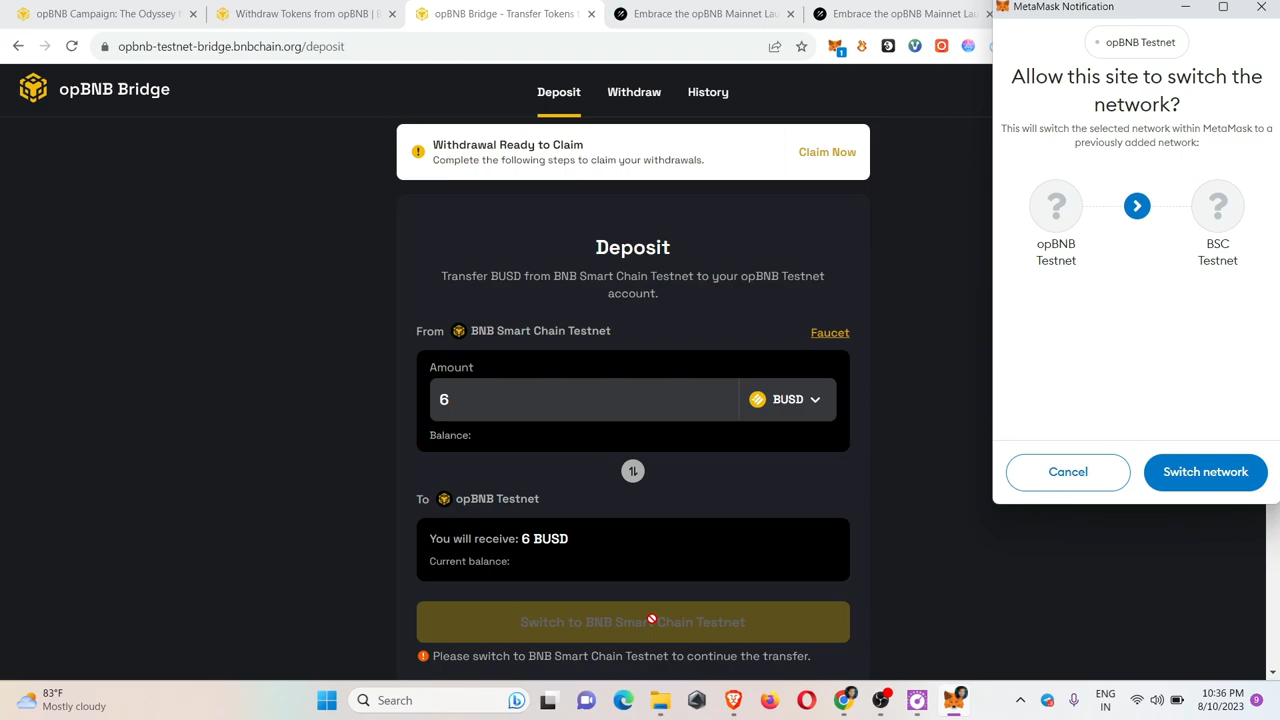 opBNB Campaign The Odyssey
Withdraw Tokens from opBNB | B
opBNB Bridge - Transfer Tokens t
Embrace the opBNB Mainnet Lau
Embrace the opBNB Mainnet Lau
opbnb-testnet-bridge.bnbchain.org/deposit
1
opBNB Bridge
Deposit
Withdraw
History
Withdrawal Ready to Claim
Complete the following steps to claim your withdrawals.
Claim Now
Deposit
Transfer BUSD from BNB Smart Chain Testnet to your opBNB Testnet
account.
From BNB Smart Chain Testnet
Faucet
Amount
6
BUSD
Balance:
To opBNB Testnet
You will receive: 6 BUSD
Current balance:
Switch to BNB Smart Chain Testnet
Please switch to BNB Smart Chain Testnet to continue the transfer.
MetaMask Notification
opBNB Testnet
Allow this site to switch the
network?
This will switch the selected network within MetaMask to a
previously added network:
?
?
opBNB
Testnet
BSC
Testnet
Cancel
Switch network
83°F
Mostly cloudy
Search
ENG
IN
10:36 PM
8/10/2023
9